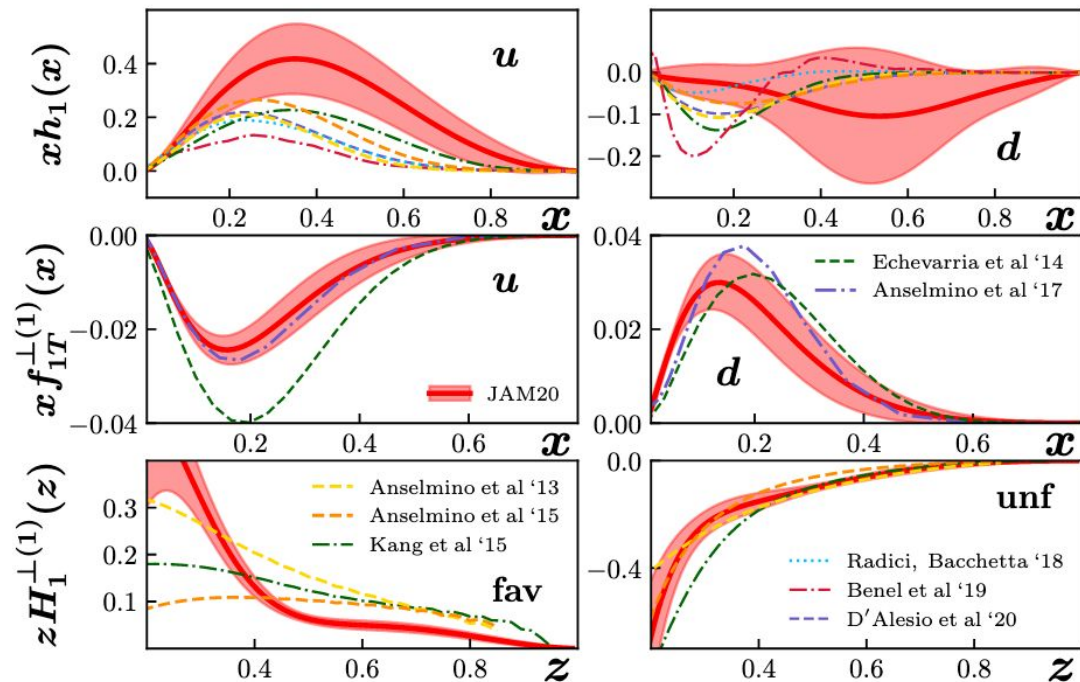 xh₁(x)
0.4
0.2
0.0
u
0.2 0.4 0.6 0.8 x
0.0
−0.1
−0.2
d
0.2 0.4 0.6 0.8 x
xf₁T^⊥(1)(x)
0.00
−0.02
−0.04
u
JAM20
0.2 0.4 0.6 x
0.04
0.02
0.00
Echevarria et al ‘14
Anselmino et al ‘17
d
0.2 0.4 0.6 x
zH₁^⊥(1)(z)
0.3
0.2
0.1
Anselmino et al ‘13
Anselmino et al ‘15
Kang et al ‘15
fav
0.4 0.6 0.8 z
0.0
−0.4
unf
Radici, Bacchetta ‘18
Benel et al ‘19
D′Alesio et al ‘20
0.4 0.6 0.8 z